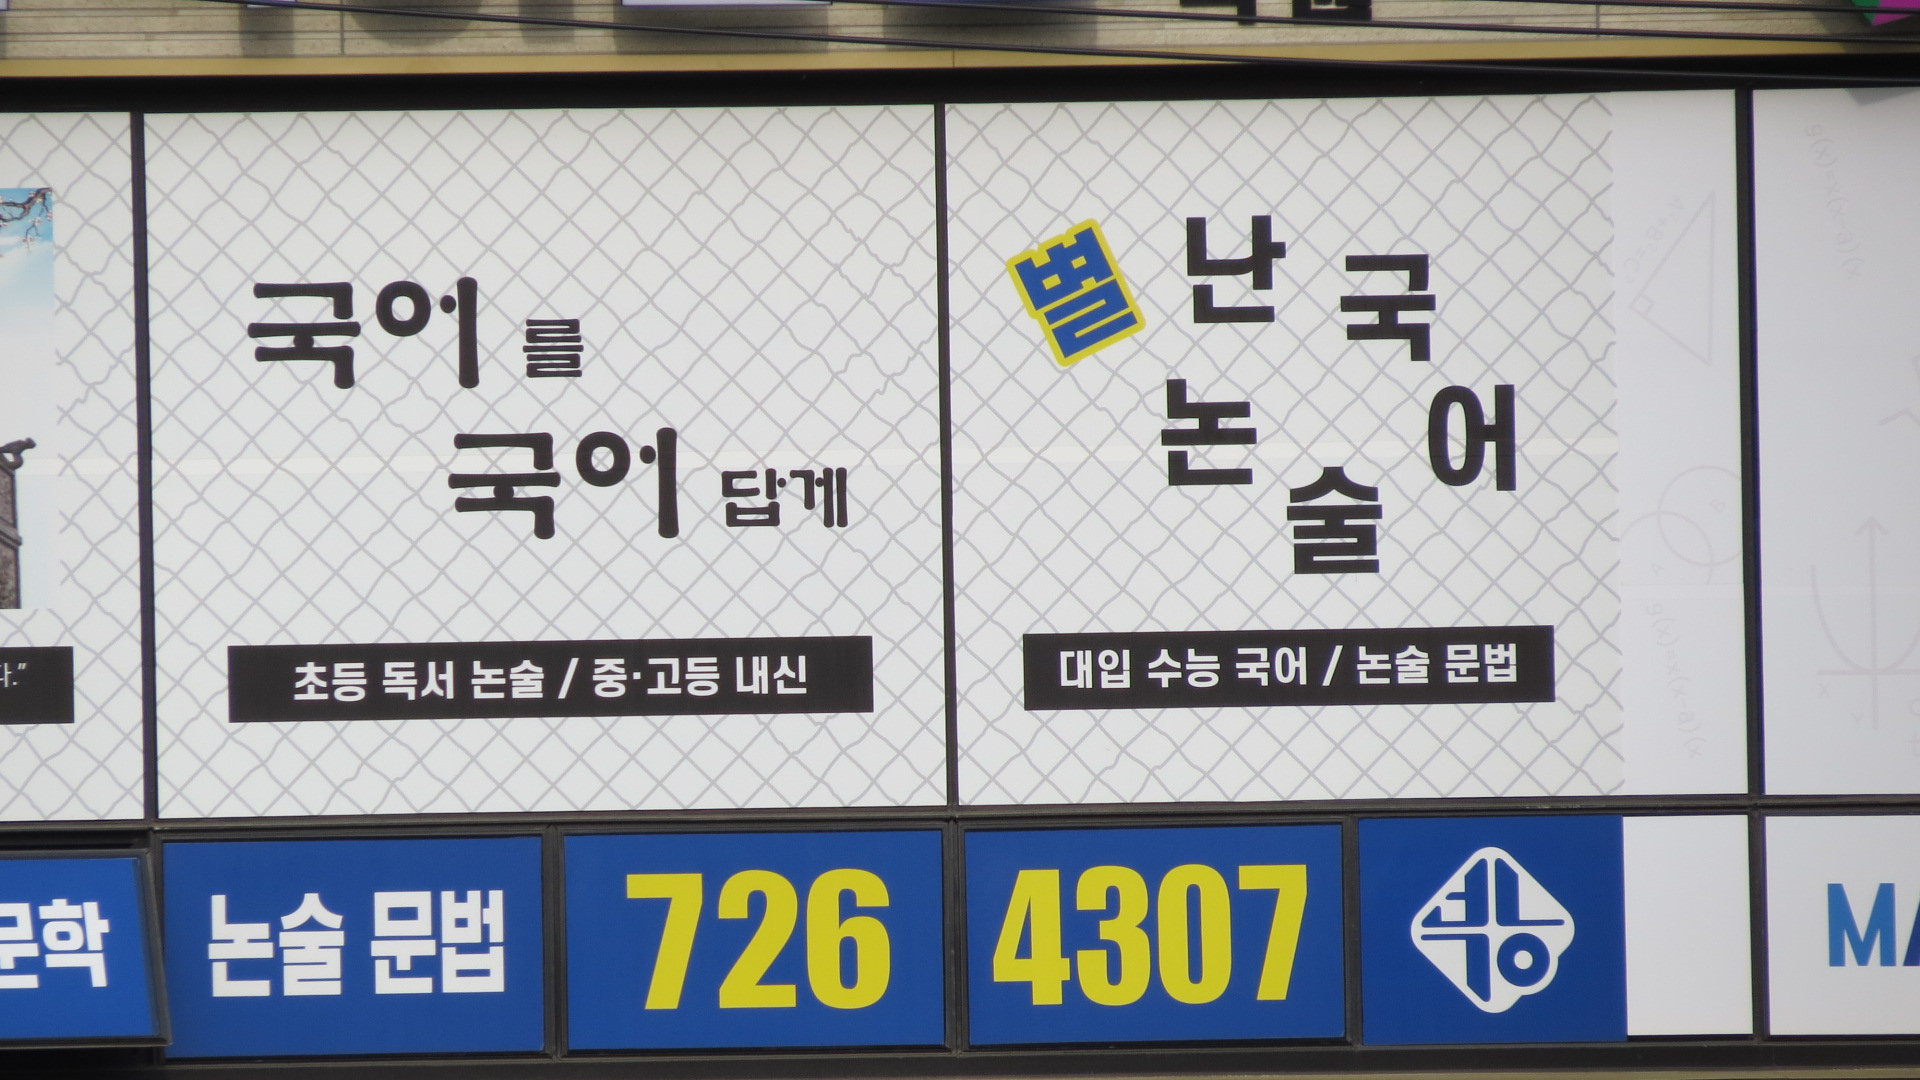 국어를
국어답게
초등 독서 논술 / 중·고등 내신
별난국어
논술
대입 수능 국어 / 논술 문법
다.”
문학
논술 문법
726
4307